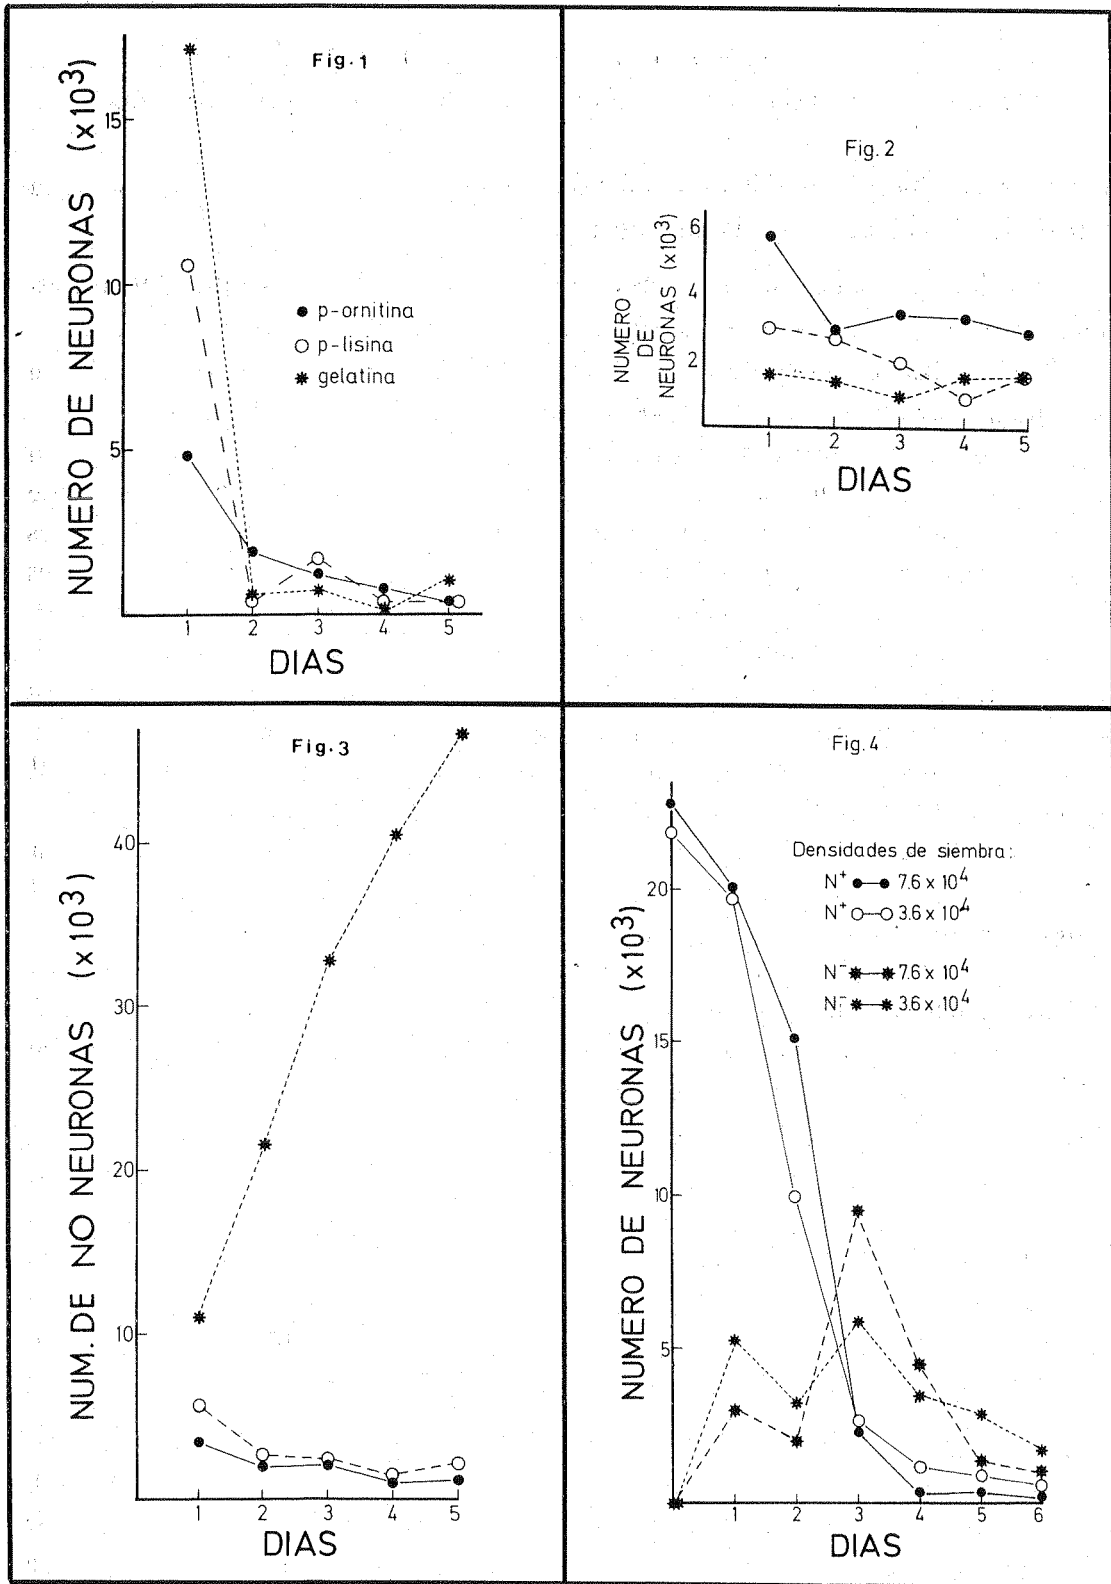 Fig. 1
NUMERO DE NEURONAS (x10³)
15
10
5
● p-ornitina
○ p-lisina
* gelatina
1 2 3 4 5
DIAS
Fig. 2
NUMERO
DE
NEURONAS (x10³)
6
4
2
1 2 3 4 5
DIAS
Fig. 3
NUM. DE NO NEURONAS (x10³)
40
30
20
10
1 2 3 4 5
DIAS
Fig. 4
NUMERO DE NEURONAS (x10³)
20
15
10
5
Densidades de siembra:
N⁺ ●—● 7.6 x 10⁴
N⁺ ○—○ 3.6 x 10⁴
N⁻ *—* 7.6 x 10⁴
N⁻ *—* 3.6 x 10⁴
1 2 3 4 5 6
DIAS